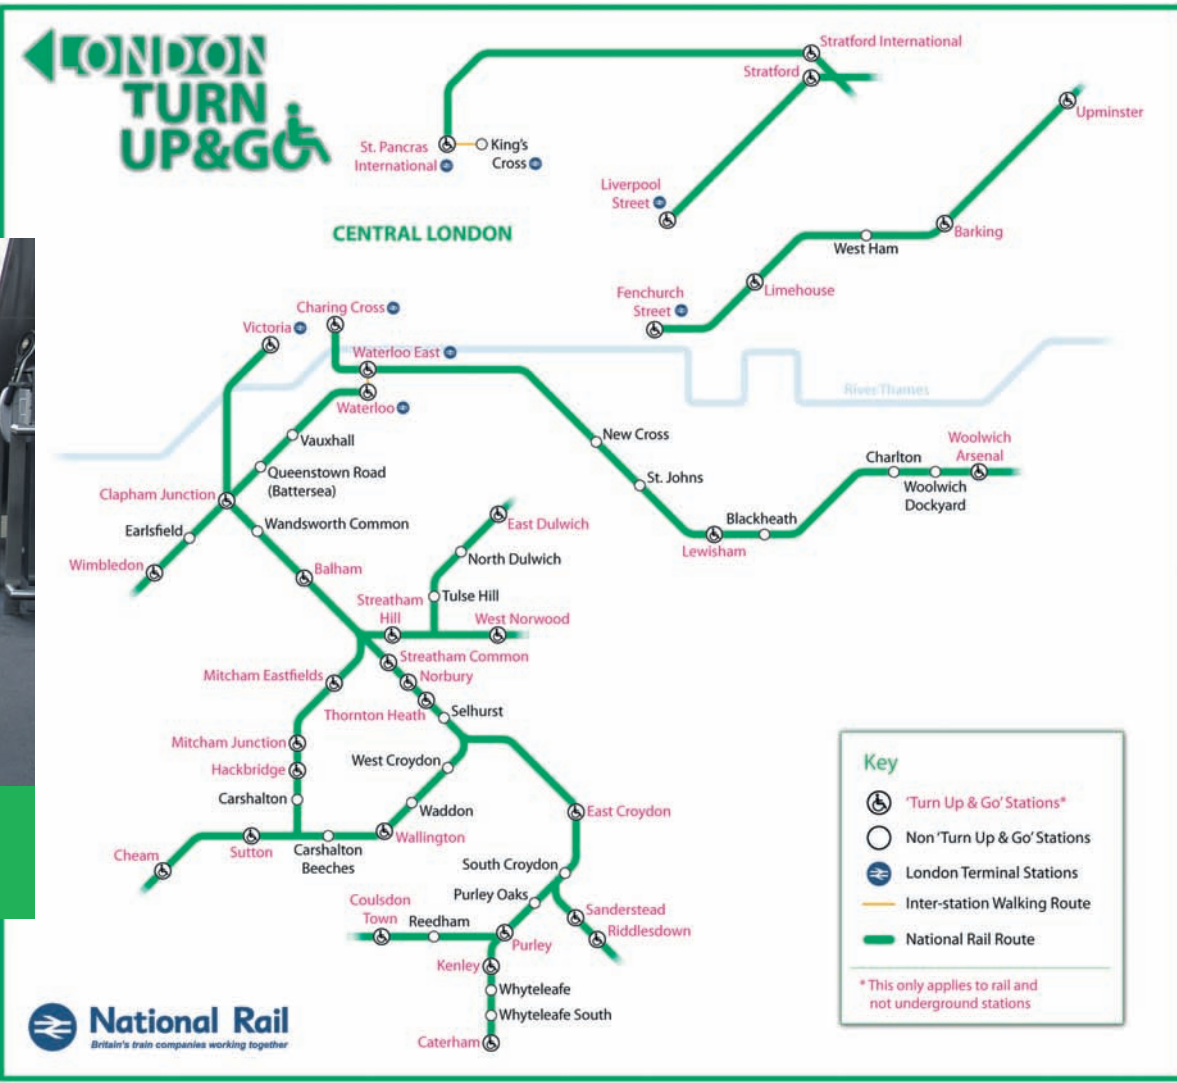 LONDON
TURN
UP&GO
Stratford International
Stratford
Upminster
St. Pancras
International
King's
Cross
Liverpool
Street
CENTRAL LONDON
Barking
West Ham
Limehouse
Fenchurch
Street
Charing Cross
Victoria
Waterloo East
River Thames
Waterloo
Vauxhall
New Cross
Woolwich
Arsenal
Charlton
Queenstown Road
(Battersea)
St. Johns
Woolwich
Dockyard
Clapham Junction
Wandsworth Common
Earlsfield
East Dulwich
Blackheath
Lewisham
North Dulwich
Wimbledon
Balham
Streatham
Hill
Tulse Hill
West Norwood
Streatham Common
Mitcham Eastfields
Norbury
Thornton Heath
Selhurst
Mitcham Junction
West Croydon
Hackbridge
Carshalton
Waddon
East Croydon
Wallington
Cheam
Sutton
Carshalton
Beeches
South Croydon
Purley Oaks
Coulsdon
Town
Reedham
Sanderstead
Riddlesdown
Purley
Kenley
Whyteleafe
Whyteleafe South
Caterham
Key
'Turn Up & Go' Stations*
Non 'Turn Up & Go' Stations
London Terminal Stations
Inter-station Walking Route
National Rail Route
* This only applies to rail and
not underground stations
National Rail
Britain's train companies working together